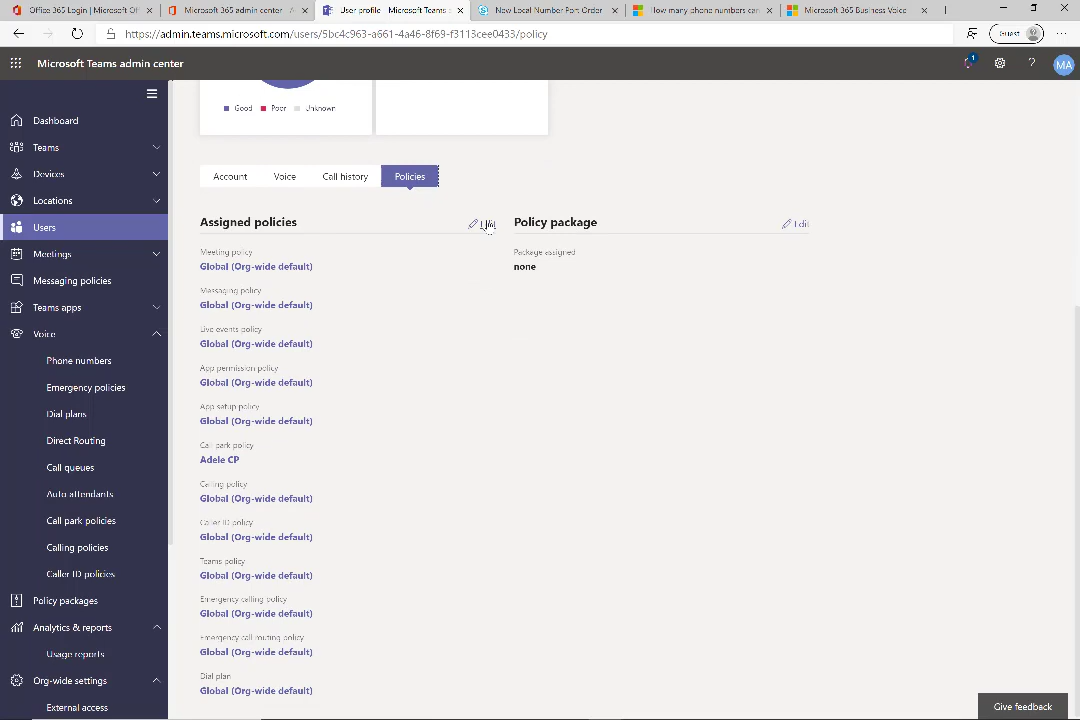 Office 365 Login | Microsoft Off
Microsoft 365 admin center
User profile - Microsoft Teams
New Local Number Port Order
How many phone numbers can
Microsoft 365 Business Voice
https://admin.teams.microsoft.com/users/5bc4c963-a661-4a46-8f69-f3113cee0433/policy
Guest
Microsoft Teams admin center
1
?
MA
Dashboard
Teams
Devices
Locations
Users
Meetings
Messaging policies
Teams apps
Voice
Phone numbers
Emergency policies
Dial plans
Direct Routing
Call queues
Auto attendants
Call park policies
Calling policies
Caller ID policies
Policy packages
Analytics & reports
Usage reports
Org-wide settings
External access
Good Poor Unknown
Account Voice Call history Policies
Assigned policies Edit
Meeting policy
Global (Org-wide default)
Messaging policy
Global (Org-wide default)
Live events policy
Global (Org-wide default)
App permission policy
Global (Org-wide default)
App setup policy
Global (Org-wide default)
Call park policy
Adele CP
Calling policy
Global (Org-wide default)
Caller ID policy
Global (Org-wide default)
Teams policy
Global (Org-wide default)
Emergency calling policy
Global (Org-wide default)
Emergency call routing policy
Global (Org-wide default)
Dial plan
Global (Org-wide default)
Policy package Edit
Package assigned
none
Give feedback